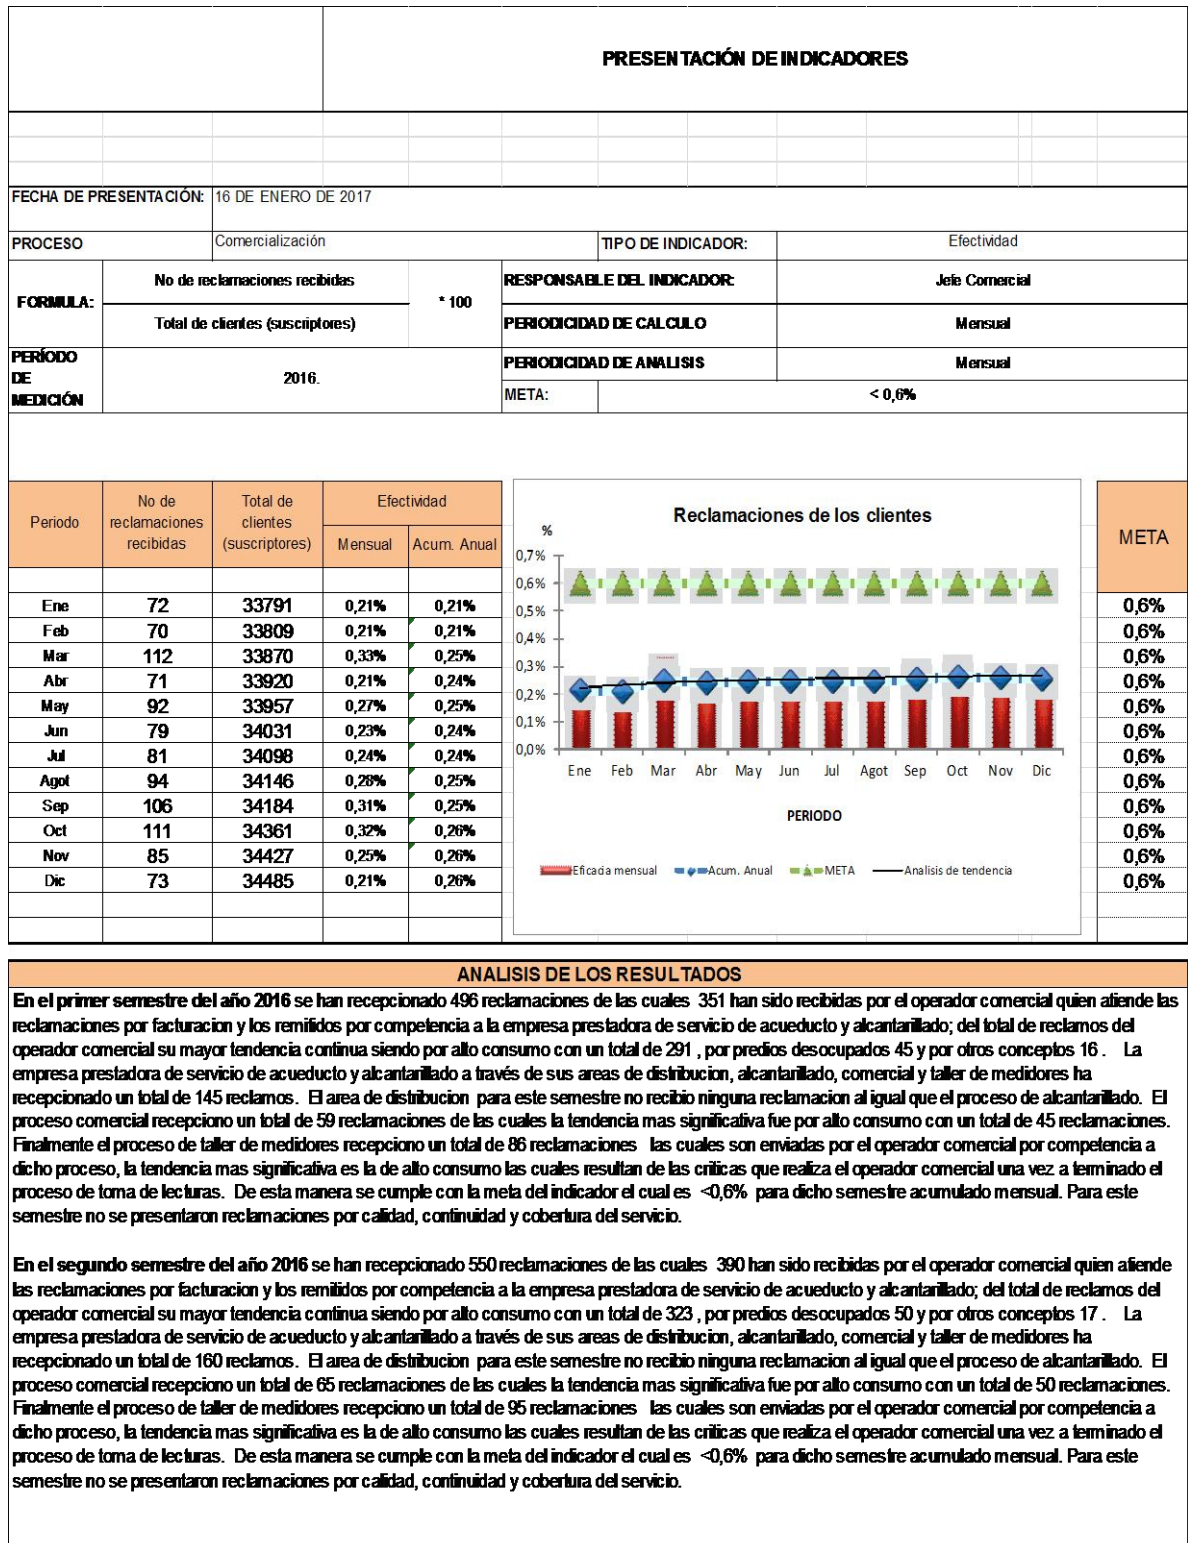 PRESENTACIÓN DE INDICADORES
FECHA DE PRESENTACIÓN: 16 DE ENERO DE 2017
PROCESO Comercialización TIPO DE INDICADOR: Efectividad
FORMULA: No de reclamaciones recibidas * 100 RESPONSABLE DEL INDICADOR: Jefe Comercial
Total de clientes (suscriptores) PERIODICIDAD DE CALCULO Mensual
PERÍODO DE MEDICIÓN 2016. PERIODICIDAD DE ANALISIS Mensual
META: < 0,6%
Periodo No de reclamaciones recibidas Total de clientes (suscriptores) Efectividad META
Mensual Acum. Anual
Ene 72 33791 0,21% 0,21% 0,6%
Feb 70 33809 0,21% 0,21% 0,6%
Mar 112 33870 0,33% 0,25% 0,6%
Abr 71 33920 0,21% 0,24% 0,6%
May 92 33957 0,27% 0,25% 0,6%
Jun 79 34031 0,23% 0,24% 0,6%
Jul 81 34098 0,24% 0,24% 0,6%
Agot 94 34146 0,28% 0,25% 0,6%
Sep 106 34184 0,31% 0,25% 0,6%
Oct 111 34361 0,32% 0,26% 0,6%
Nov 85 34427 0,25% 0,26% 0,6%
Dic 73 34485 0,21% 0,26% 0,6%
Reclamaciones de los clientes
%
0,7%
0,6%
0,5%
0,4%
0,3%
0,2%
0,1%
0,0%
Ene Feb Mar Abr May Jun Jul Agot Sep Oct Nov Dic
PERIODO
Eficacia mensual Acum. Anual META Analisis de tendencia
ANALISIS DE LOS RESULTADOS
En el primer semestre del año 2016 se han recepcionado 496 reclamaciones de las cuales 351 han sido recibidas por el operador comercial quien atiende las
reclamaciones por facturacion y los remitidos por competencia a la empresa prestadora de servicio de acueducto y alcantarillado; del total de reclamos del
operador comercial su mayor tendencia continua siendo por alto consumo con un total de 291 , por predios desocupados 45 y por otros conceptos 16 . La
empresa prestadora de servicio de acueducto y alcantarillado a través de sus areas de distribucion, alcantarillado, comercial y taller de medidores ha
recepcionado un total de 145 reclamos. El area de distribucion para este semestre no recibio ninguna reclamacion al igual que el proceso de alcantarillado. El
proceso comercial recepciono un total de 59 reclamaciones de las cuales la tendencia mas significativa fue por alto consumo con un total de 45 reclamaciones.
Finalmente el proceso de taller de medidores recepciono un total de 86 reclamaciones las cuales son enviadas por el operador comercial por competencia a
dicho proceso, la tendencia mas significativa es la de alto consumo las cuales resultan de las criticas que realiza el operador comercial una vez a terminado el
proceso de toma de lecturas. De esta manera se cumple con la meta del indicador el cual es <0,6% para dicho semestre acumulado mensual. Para este
semestre no se presentaron reclamaciones por calidad, continuidad y cobertura del servicio.
En el segundo semestre del año 2016 se han recepcionado 550 reclamaciones de las cuales 390 han sido recibidas por el operador comercial quien atiende
las reclamaciones por facturacion y los remitidos por competencia a la empresa prestadora de servicio de acueducto y alcantarillado; del total de reclamos del
operador comercial su mayor tendencia continua siendo por alto consumo con un total de 323 , por predios desocupados 50 y por otros conceptos 17 . La
empresa prestadora de servicio de acueducto y alcantarillado a través de sus areas de distribucion, alcantarillado, comercial y taller de medidores ha
recepcionado un total de 160 reclamos. El area de distribucion para este semestre no recibio ninguna reclamacion al igual que el proceso de alcantarillado. El
proceso comercial recepciono un total de 65 reclamaciones de las cuales la tendencia mas significativa fue por alto consumo con un total de 50 reclamaciones.
Finalmente el proceso de taller de medidores recepciono un total de 95 reclamaciones las cuales son enviadas por el operador comercial por competencia a
dicho proceso, la tendencia mas significativa es la de alto consumo las cuales resultan de las criticas que realiza el operador comercial una vez a terminado el
proceso de toma de lecturas. De esta manera se cumple con la meta del indicador el cual es <0,6% para dicho semestre acumulado mensual. Para este
semestre no se presentaron reclamaciones por calidad, continuidad y cobertura del servicio.